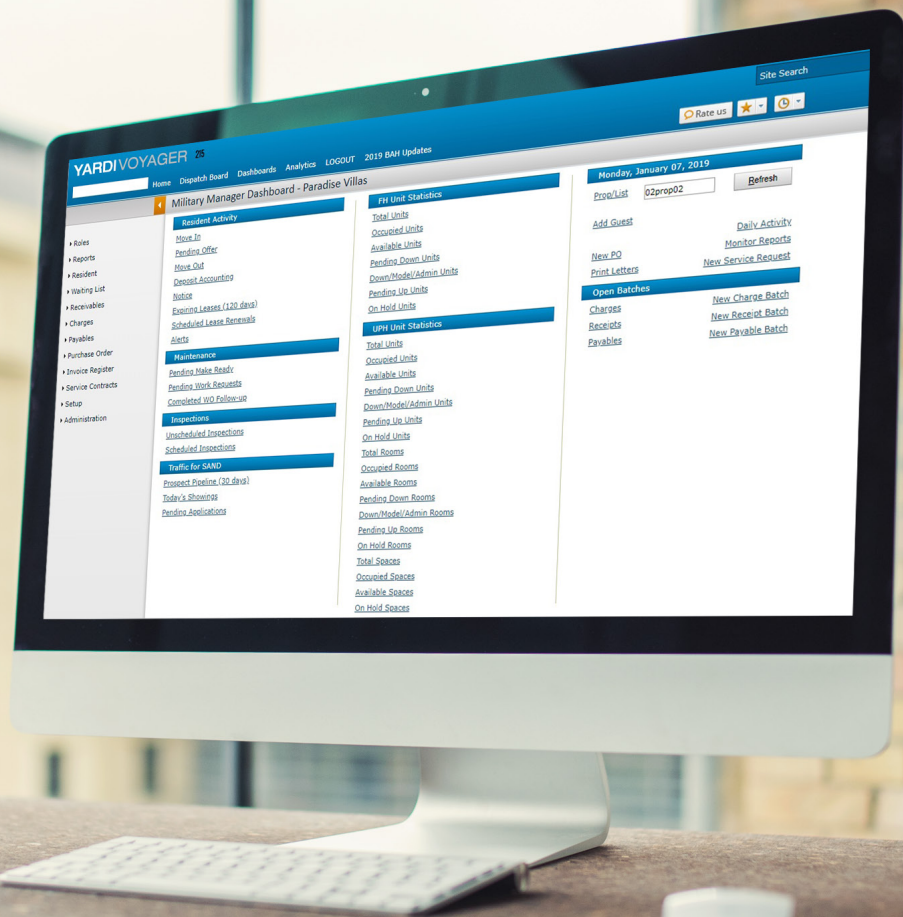 Site Search
YARDI VOYAGER 7S
Rate us
Home Dispatch Board Dashboards Analytics LOGOUT 2019 BAH Updates
Military Manager Dashboard - Paradise Villas
Roles
Reports
Resident
Waiting List
Receivables
Charges
Payables
Purchase Order
Invoice Register
Service Contracts
Setup
Administration
Resident Activity
Move In
Pending Offer
Move Out
Deposit Accounting
Notice
Expiring Leases (120 days)
Scheduled Lease Renewals
Alerts
Maintenance
Pending Make Ready
Pending Work Requests
Completed WO Follow-up
Inspections
Unscheduled Inspections
Scheduled Inspections
Traffic for SAND
Prospect Pipeline (30 days)
Today's Showings
Pending Applications
FH Unit Statistics
Total Units
Occupied Units
Available Units
Pending Down Units
Down/Model/Admin Units
Pending Up Units
On Hold Units
UPH Unit Statistics
Total Units
Occupied Units
Available Units
Pending Down Units
Down/Model/Admin Units
Pending Up Units
On Hold Units
Total Rooms
Occupied Rooms
Available Rooms
Pending Down Rooms
Down/Model/Admin Rooms
Pending Up Rooms
On Hold Rooms
Total Spaces
Occupied Spaces
Available Spaces
On Hold Spaces
Monday, January 07, 2019
Prop/List 02prop02 Refresh
Add Guest Daily Activity
Monitor Reports
New PO New Service Request
Print Letters
Open Batches
Charges New Charge Batch
Receipts New Receipt Batch
Payables New Payable Batch